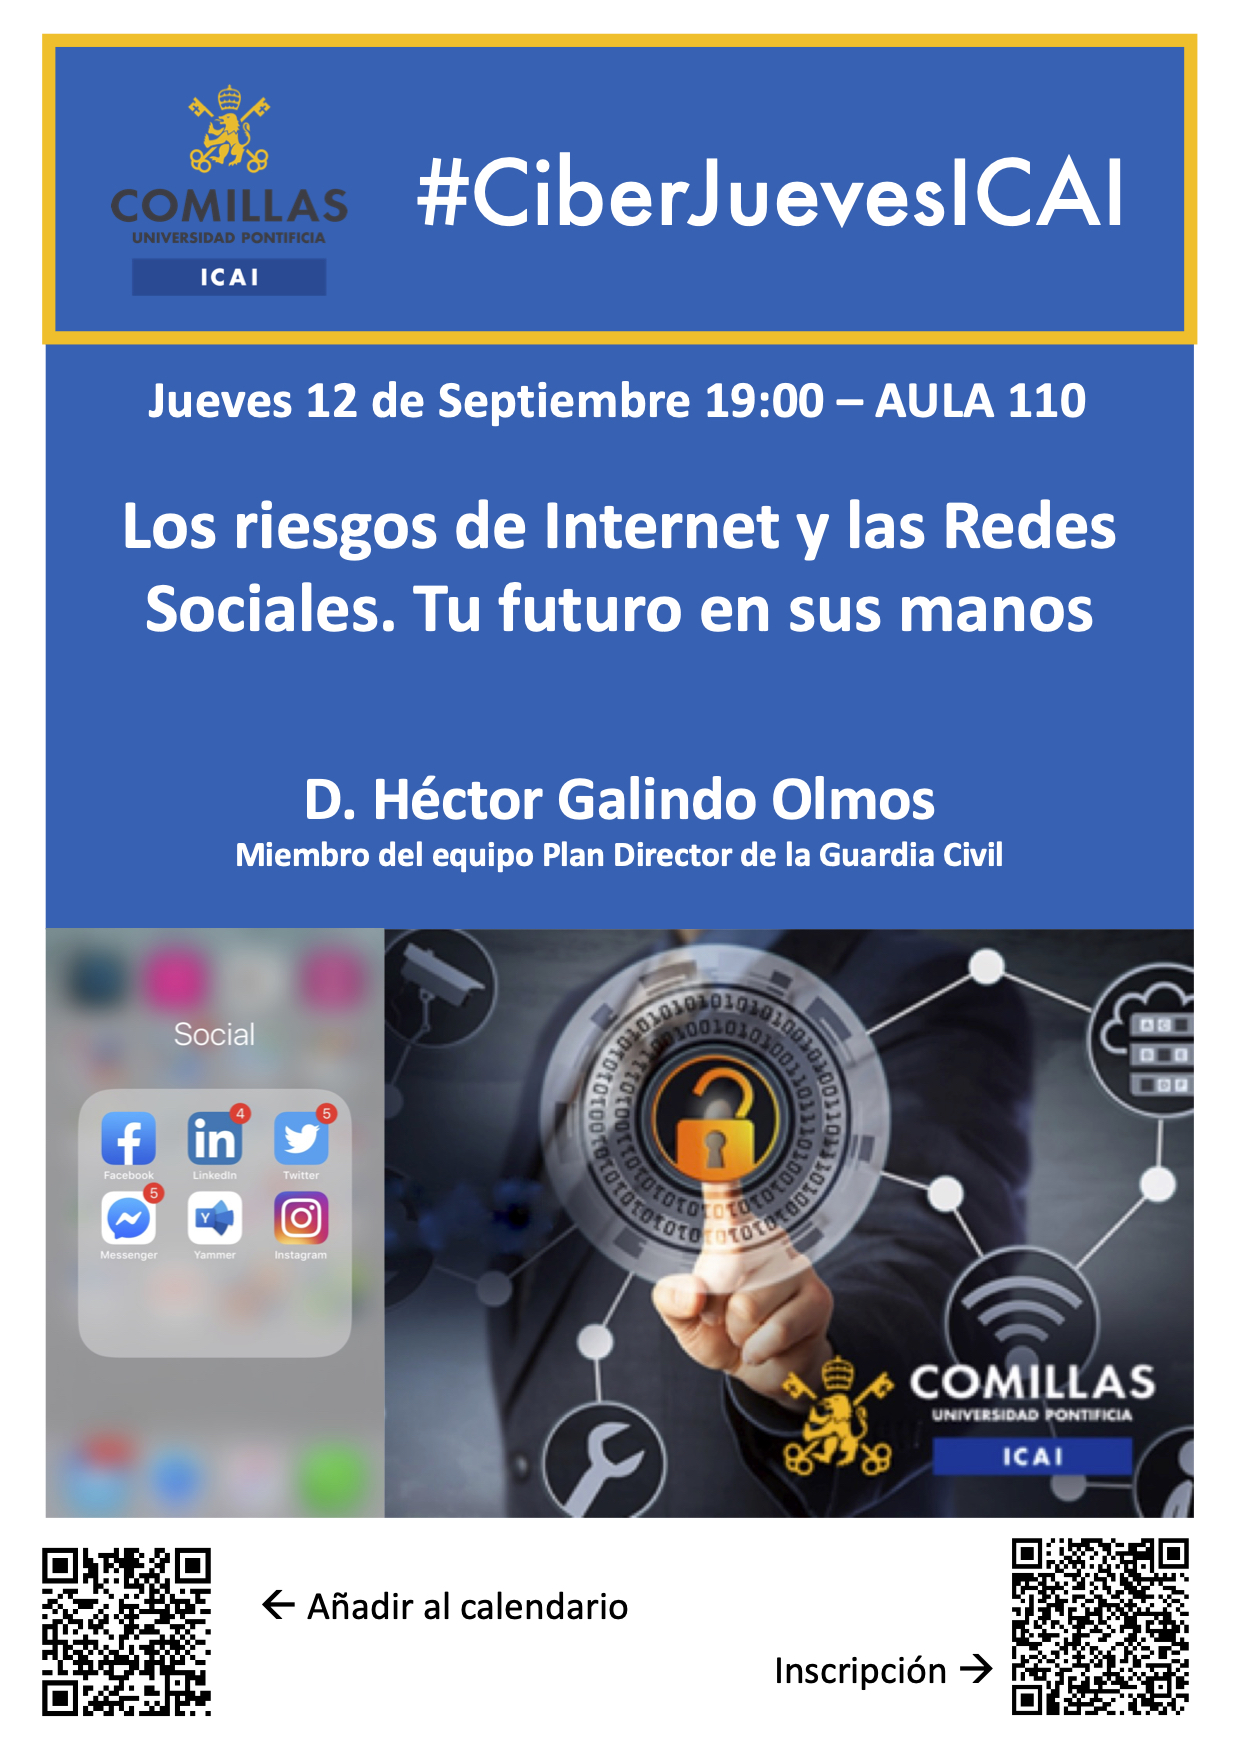 COMILLAS
UNIVERSIDAD PONTIFICIA
ICAI
#CiberJuevesICAI
Jueves 12 de Septiembre 19:00 – AULA 110
Los riesgos de Internet y las Redes
Sociales. Tu futuro en sus manos
D. Héctor Galindo Olmos
Miembro del equipo Plan Director de la Guardia Civil
Social
4
5
Facebook
LinkedIn
Twitter
5
Messenger
Yammer
Instagram
COMILLAS
UNIVERSIDAD PONTIFICIA
ICAI
← Añadir al calendario
Inscripción →